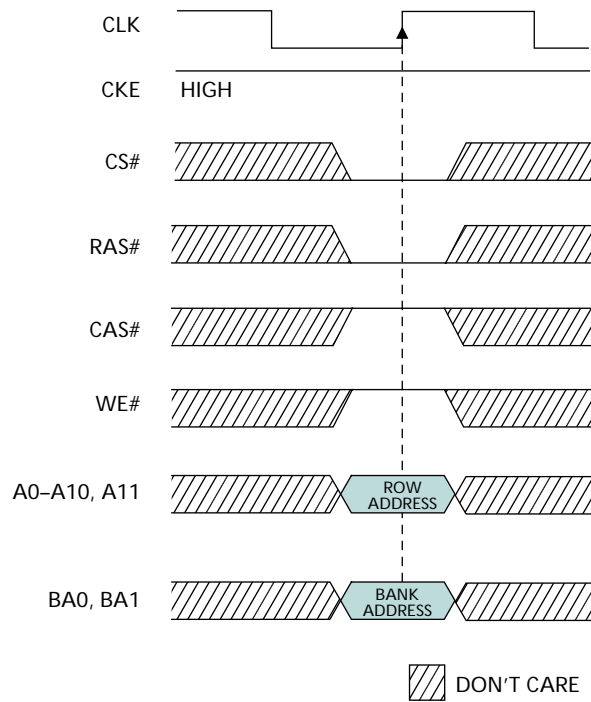 CLK
CKE HIGH
CS#
RAS#
CAS#
WE#
A0–A10, A11
ROW
ADDRESS
BA0, BA1
BANK
ADDRESS
DON'T CARE